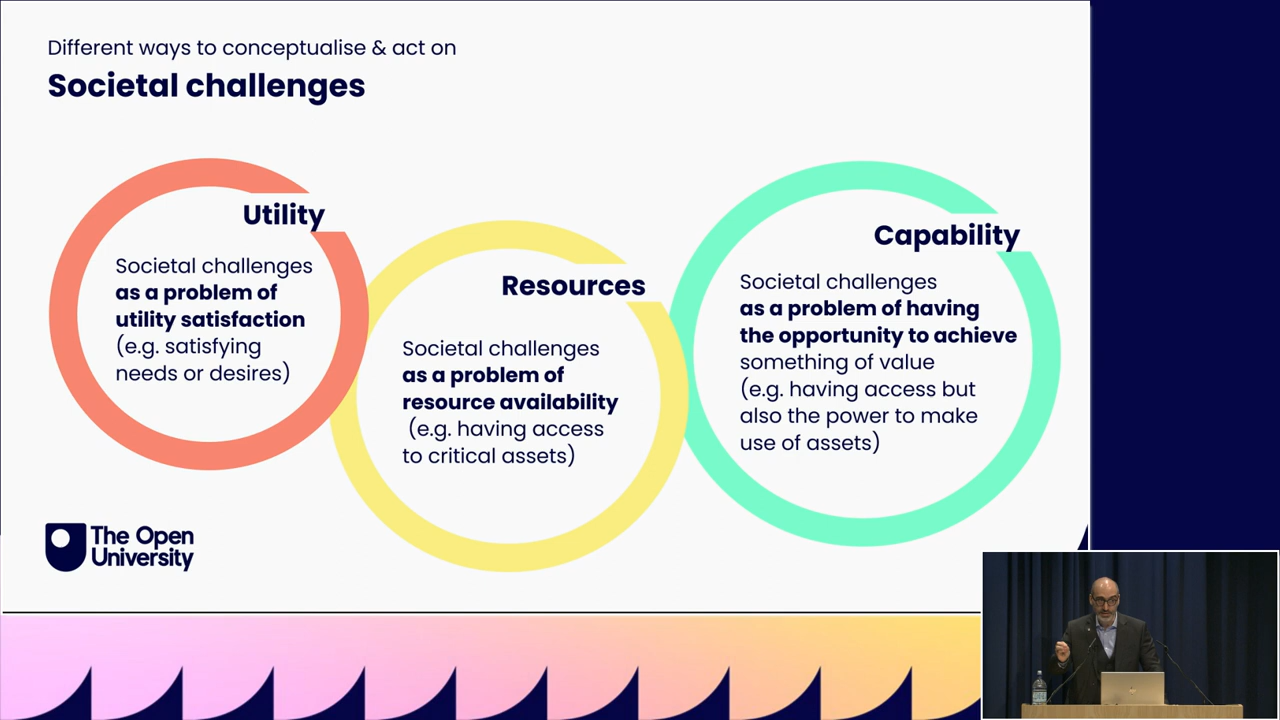 Different ways to conceptualise & act on
Societal challenges
Utility
Societal challenges
as a problem of
utility satisfaction
(e.g. satisfying
needs or desires)
Resources
Societal challenges
as a problem of
resource availability
(e.g. having access
to critical assets)
Capability
Societal challenges
as a problem of having
the opportunity to achieve
something of value
(e.g. having access but
also the power to make
use of assets)
The Open
University